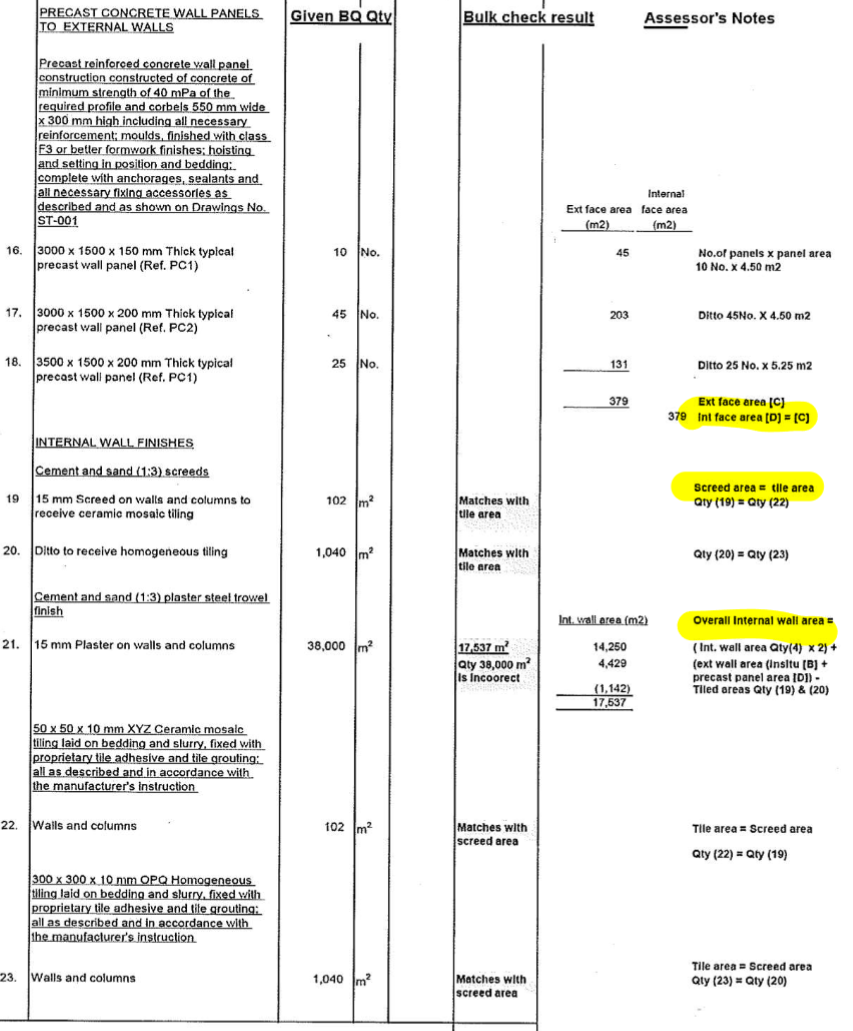 PRECAST CONCRETE WALL PANELS
TO EXTERNAL WALLS
Given BQ Qty
Bulk check result
Assessor's Notes
Precast reinforced concrete wall panel
construction constructed of concrete of
minimum strength of 40 mPa of the
required profile and corbels 550 mm wide
x 300 mm high including all necessary
reinforcement; moulds, finished with class
F3 or better formwork finishes; hoisting
and setting in position and bedding;
complete with anchorages, sealants and
all necessary fixing accessories as
described and as shown on Drawings No.
ST-001
Internal
Ext face area face area
(m2) (m2)
16. 3000 x 1500 x 150 mm Thick typical 10 No. 45 No.of panels x panel area
precast wall panel (Ref. PC1) 10 No. x 4.50 m2
17. 3000 x 1500 x 200 mm Thick typical 45 No. 203 Ditto 45No. X 4.50 m2
precast wall panel (Ref. PC2)
18. 3500 x 1500 x 200 mm Thick typical 25 No. 131 Ditto 25 No. x 5.25 m2
precast wall panel (Ref. PC1)
379 Ext face area [C]
379 Int face area [D] = [C]
INTERNAL WALL FINISHES
Cement and sand (1:3) screeds
Screed area = tile area
19 15 mm Screed on walls and columns to 102 m² Matches with Qty (19) = Qty (22)
receive ceramic mosaic tiling tile area
20. Ditto to receive homogeneous tiling 1,040 m² Matches with Qty (20) = Qty (23)
tile area
Cement and sand (1:3) plaster steel trowel
finish
Int. wall area (m2) Overall Internal wall area =
21. 15 mm Plaster on walls and columns 38,000 m² 17,537 m² 14,250 ( Int. wall area Qty(4) x 2) +
Qty 38,000 m² 4,429 (ext wall area (insitu [B] +
is Incoorect precast panel area [D]) -
(1,142) Tiled areas Qty (19) & (20)
17,537
50 x 50 x 10 mm XYZ Ceramic mosaic
tiling laid on bedding and slurry, fixed with
proprietary tile adhesive and tile grouting;
all as described and in accordance with
the manufacturer's instruction
22. Walls and columns 102 m² Matches with Tile area = Screed area
screed area
Qty (22) = Qty (19)
300 x 300 x 10 mm OPQ Homogeneous
tiling laid on bedding and slurry, fixed with
proprietary tile adhesive and tile grouting;
all as described and in accordance with
the manufacturer's instruction
Tile area = Screed area
23. Walls and columns 1,040 m² Matches with Qty (23) = Qty (20)
screed area